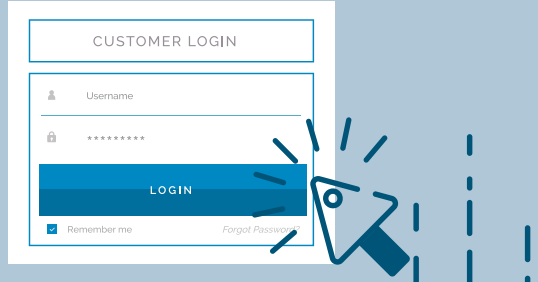 CUSTOMER LOGIN
Username
*********
LOGIN
Remember me Forgot Password?